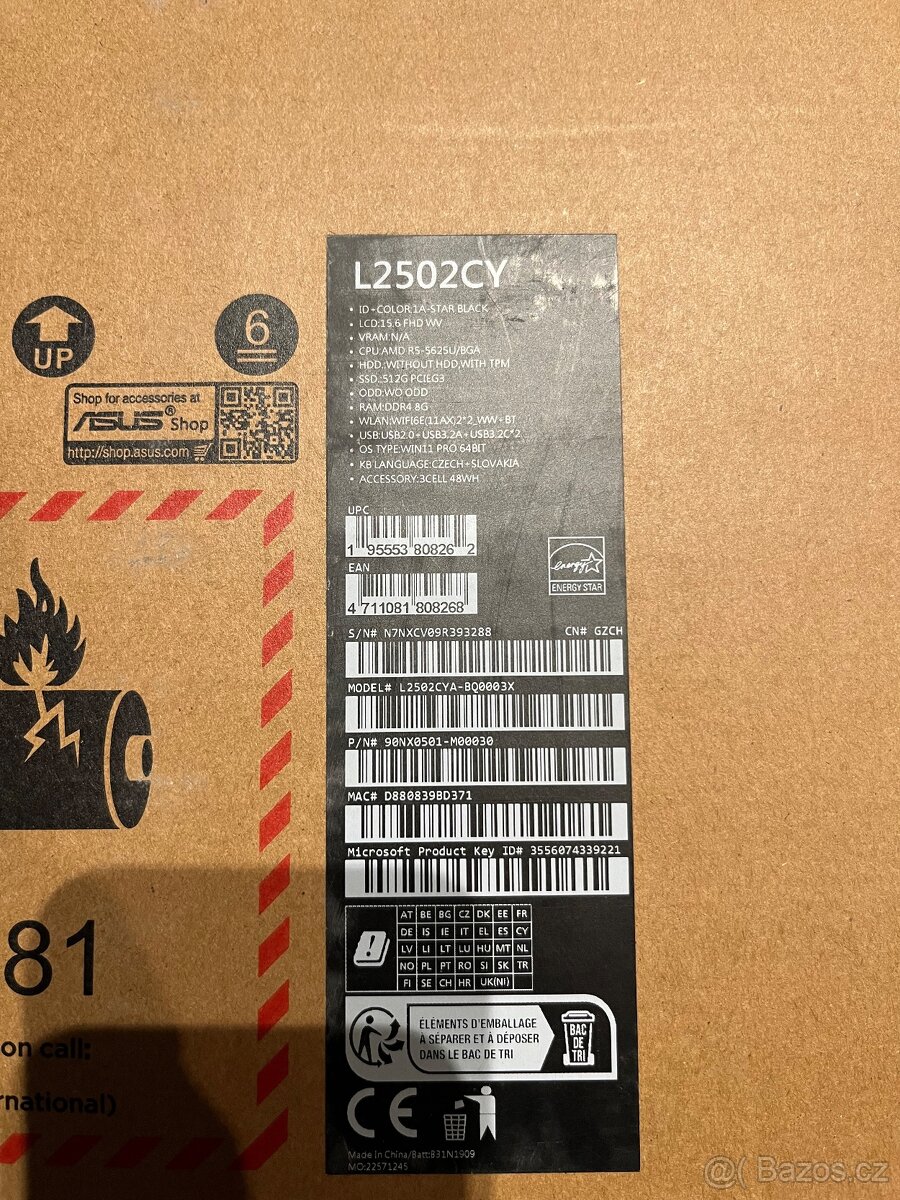 L2502CY
• ID+COLOR:1A-STAR BLACK
• LCD:15.6 FHD WV
• VRAM:N/A
• CPU:AMD R5-5625U/BGA
• HDD.:WITHOUT HDD,WITH TPM
• SSD.:512G PCIEG3
• ODD:WO ODD
• RAM:DDR4 8G
• WLAN:WIFI6E(11AX)2*2_WW+BT
• USB:USB2.0+USB3.2A+USB3.2C*2
• OS TYPE:WIN11 PRO 64BIT
• KB LANGUAGE:CZECH+SLOVAKIA
• ACCESSORY:3CELL 48WH
UP
6
Shop for accessories at
ASUS® Shop
http://shop.asus.com
UPC
1 95553 80826 2
EAN
4 711081 808268
energy
ENERGY STAR
S/N# N7NXCV09R393288 CN# GZCH
MODEL# L2502CYA-BQ0003X
P/N# 90NX0501-M00030
MAC# D880839BD371
Microsoft Product Key ID# 3556074339221
AT BE BG CZ DK EE FR
DE IS IE IT EL ES CY
LV LI LT LU HU MT NL
NO PL PT RO SI SK TR
FI SE CH HR UK(NI)
81
on call:
rnational)
ÉLÉMENTS D'EMBALLAGE
À SÉPARER ET À DÉPOSER
DANS LE BAC DE TRI
BAC
DE
TRI
CE
Made In China/Batt:B31N1909
MO:22571245
@( Bazos.cz